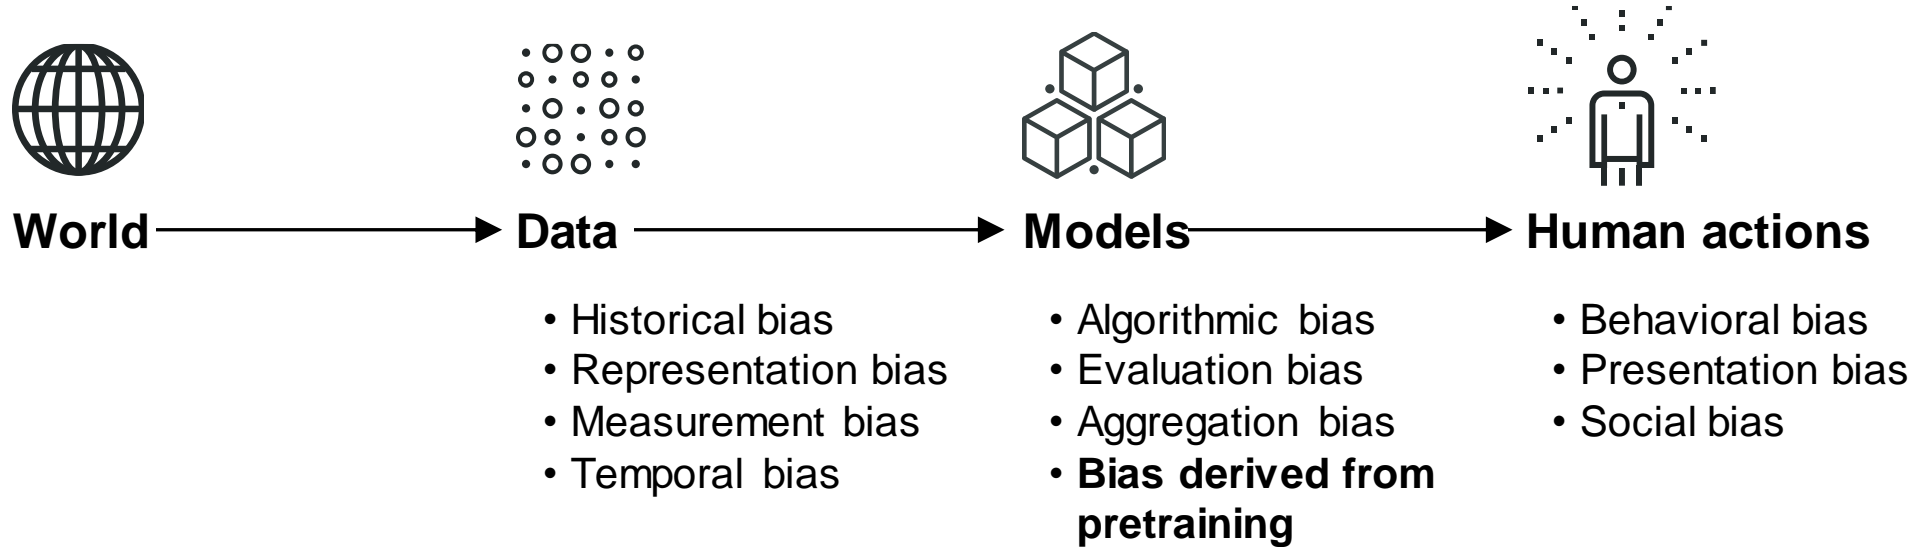 World
Data
Models
Human actions
• Historical bias
• Representation bias
• Measurement bias
• Temporal bias
• Algorithmic bias
• Evaluation bias
• Aggregation bias
• Bias derived from
pretraining
• Behavioral bias
• Presentation bias
• Social bias